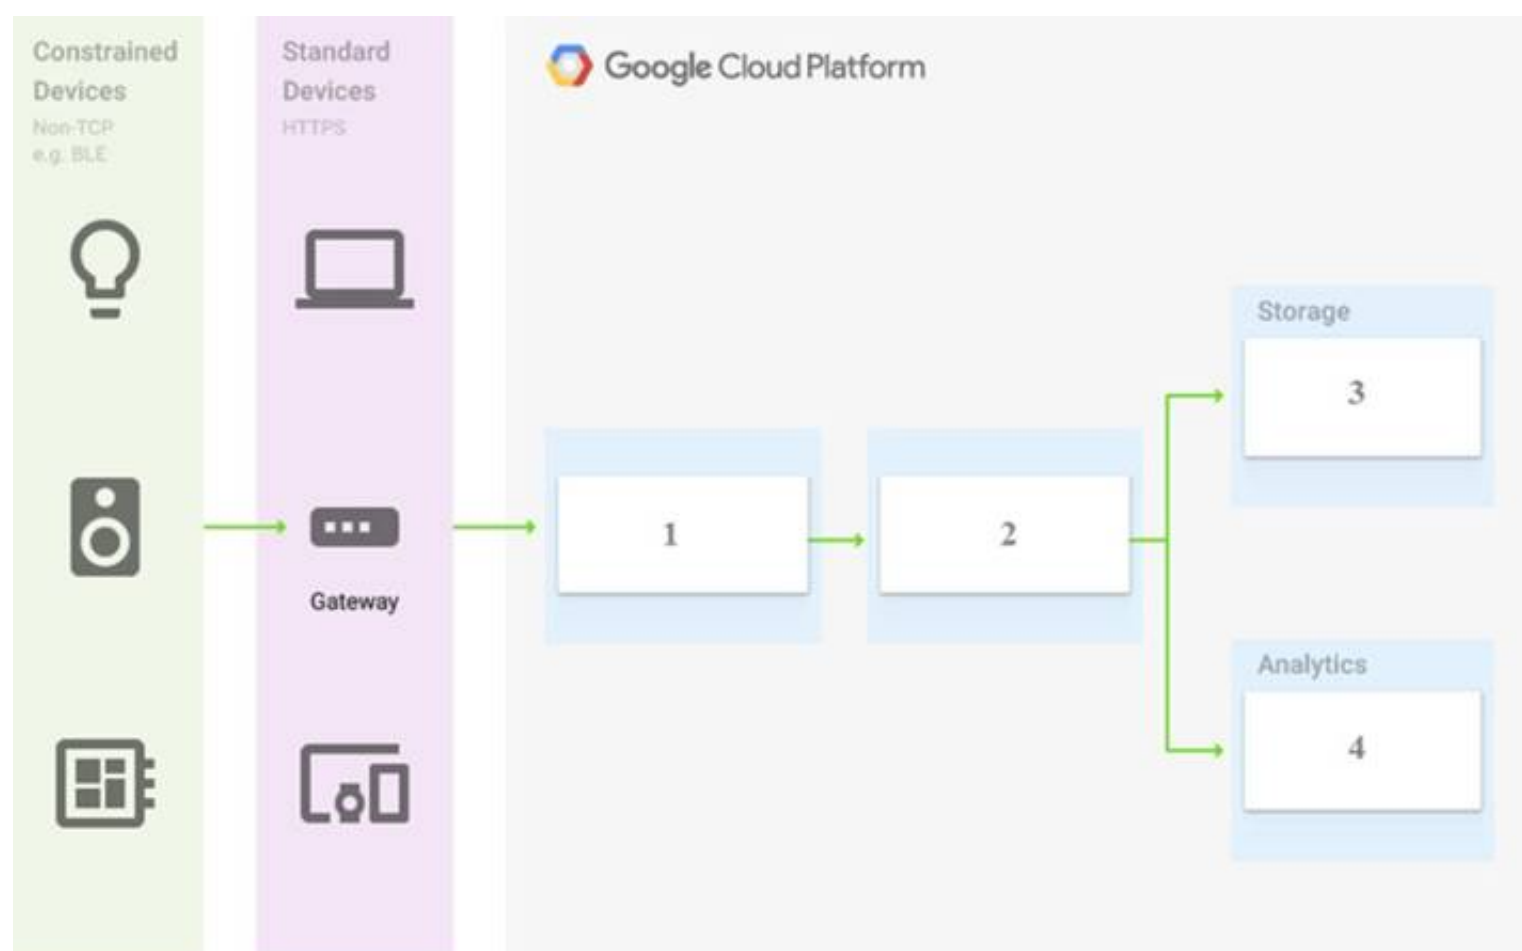 Constrained
Devices
Non-TCP
e.g. BLE
Standard
Devices
HTTPS
Gateway
Google Cloud Platform
1
2
Storage
3
Analytics
4